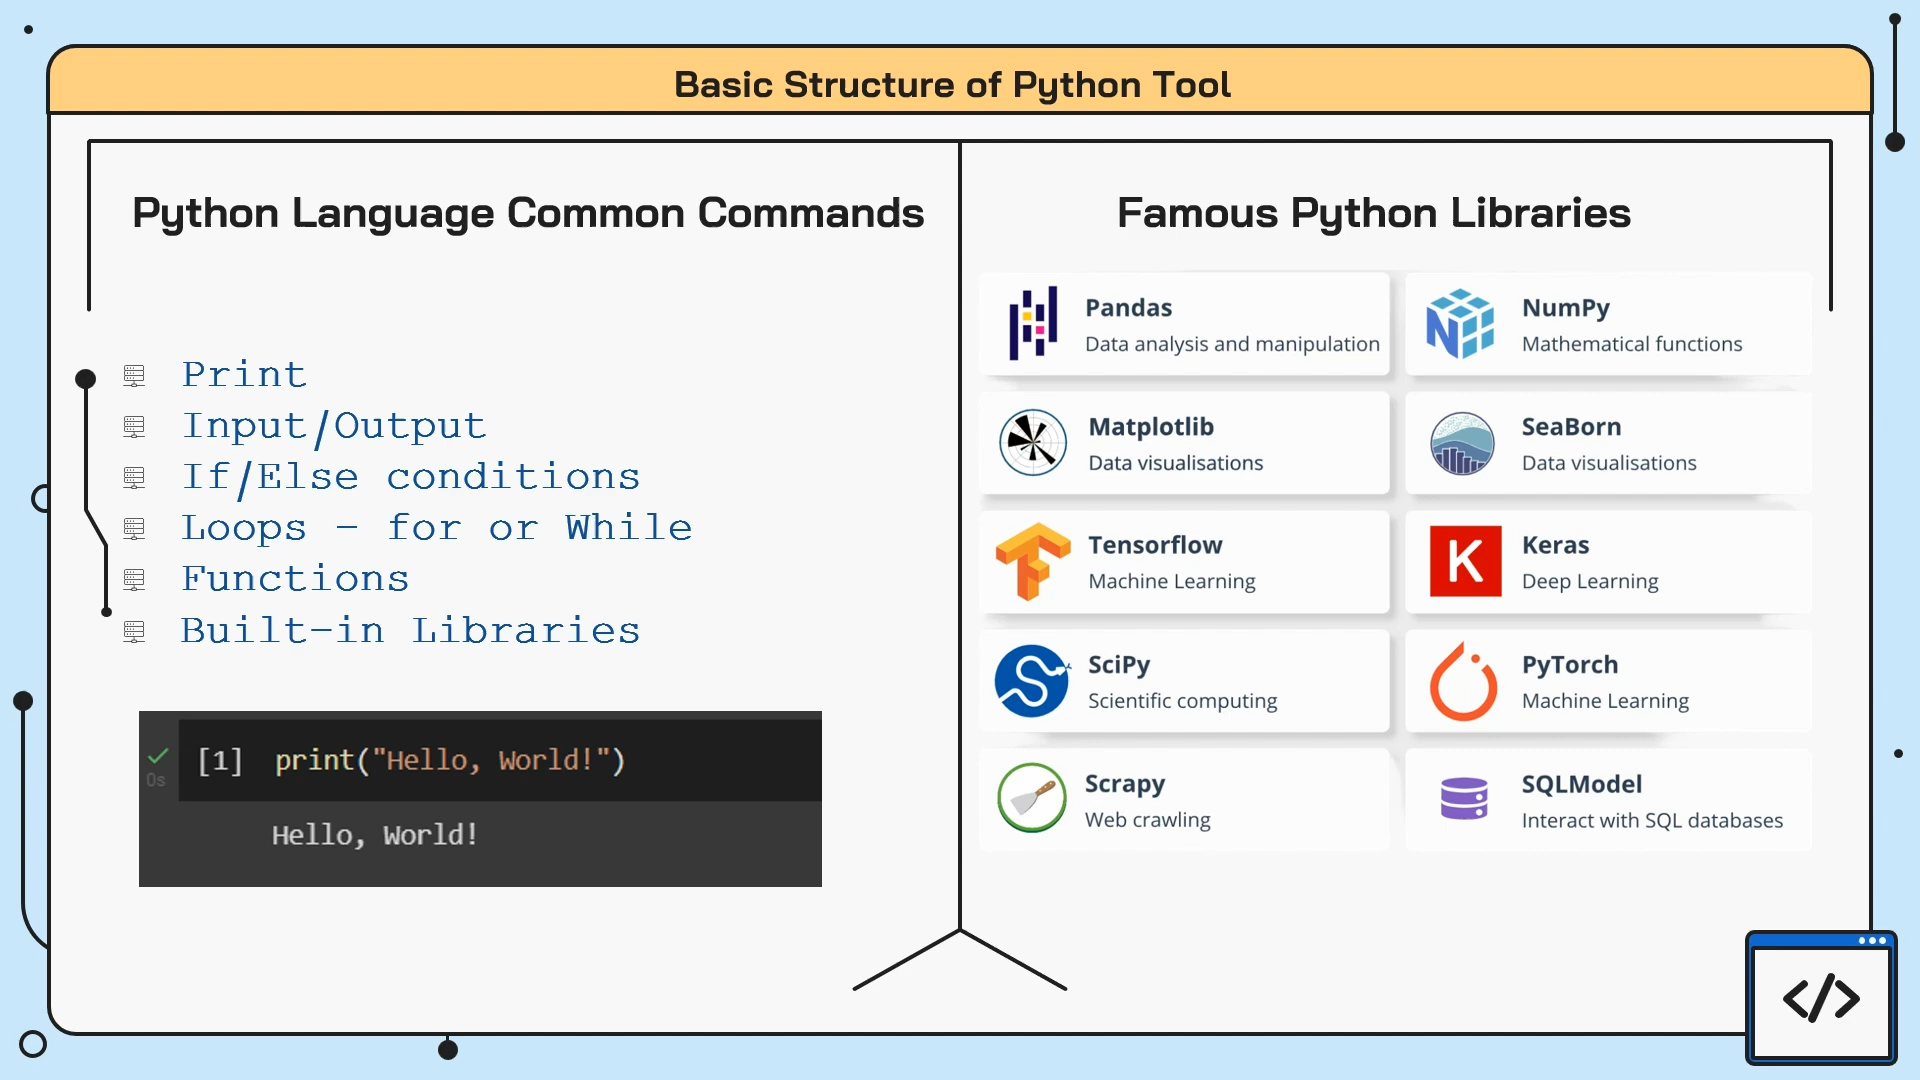 Basic Structure of Python Tool
Python Language Common Commands
Print
Input/Output
If/Else conditions
Loops - for or While
Functions
Built-in Libraries
0s
[1] print("Hello, World!")
Hello, World!
Famous Python Libraries
Pandas
Data analysis and manipulation
NumPy
Mathematical functions
Matplotlib
Data visualisations
SeaBorn
Data visualisations
Tensorflow
Machine Learning
K
Keras
Deep Learning
SciPy
Scientific computing
PyTorch
Machine Learning
Scrapy
Web crawling
SQLModel
Interact with SQL databases
</>